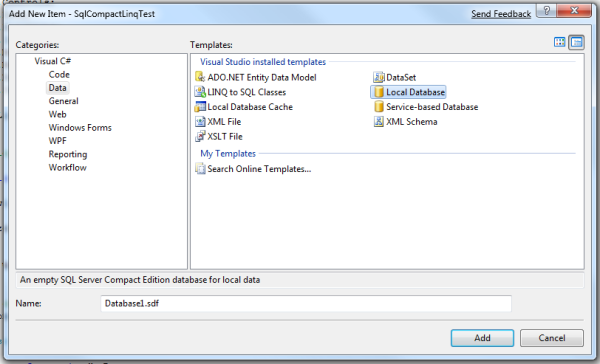 Add New Item - SqlCompactLinqTest
Send Feedback
Categories:
Templates:
Visual C#
Code
Data
General
Web
Windows Forms
WPF
Reporting
Workflow
Visual Studio installed templates
ADO.NET Entity Data Model
DataSet
LINQ to SQL Classes
Local Database
Local Database Cache
Service-based Database
XML File
XML Schema
XSLT File
My Templates
Search Online Templates...
An empty SQL Server Compact Edition database for local data
Name:
Database1.sdf
Add
Cancel